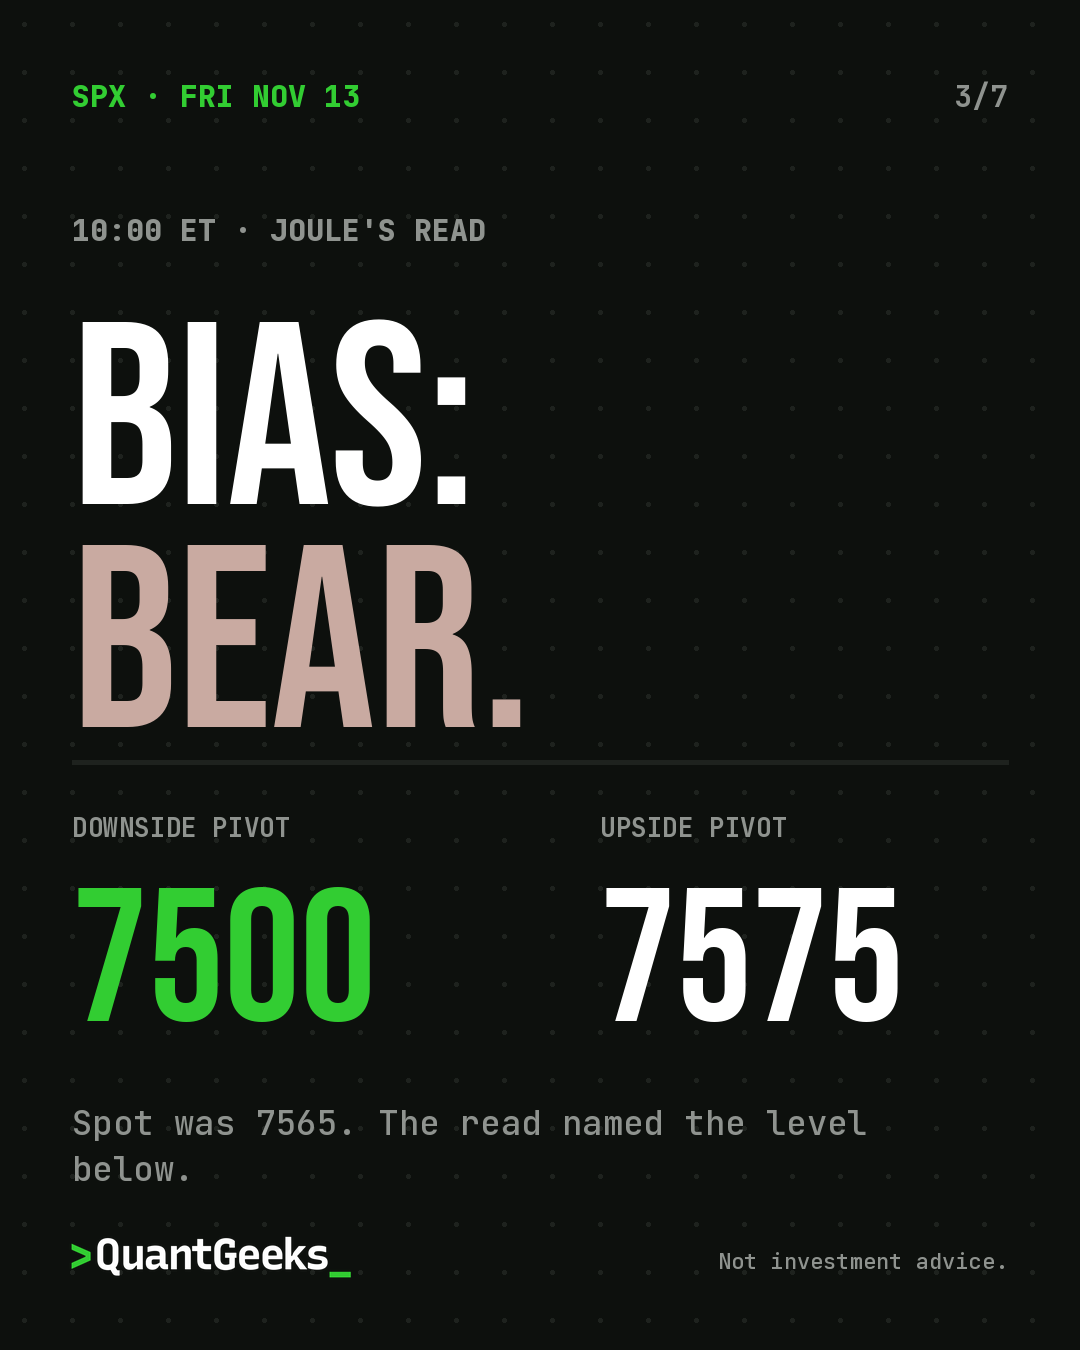 SPX · FRI NOV 13
3/7
10:00 ET · JOULE'S READ
BIAS:
BEAR.
DOWNSIDE PIVOT
UPSIDE PIVOT
7500
7575
Spot was 7565. The read named the level
below.
>QuantGeeks_
Not investment advice.